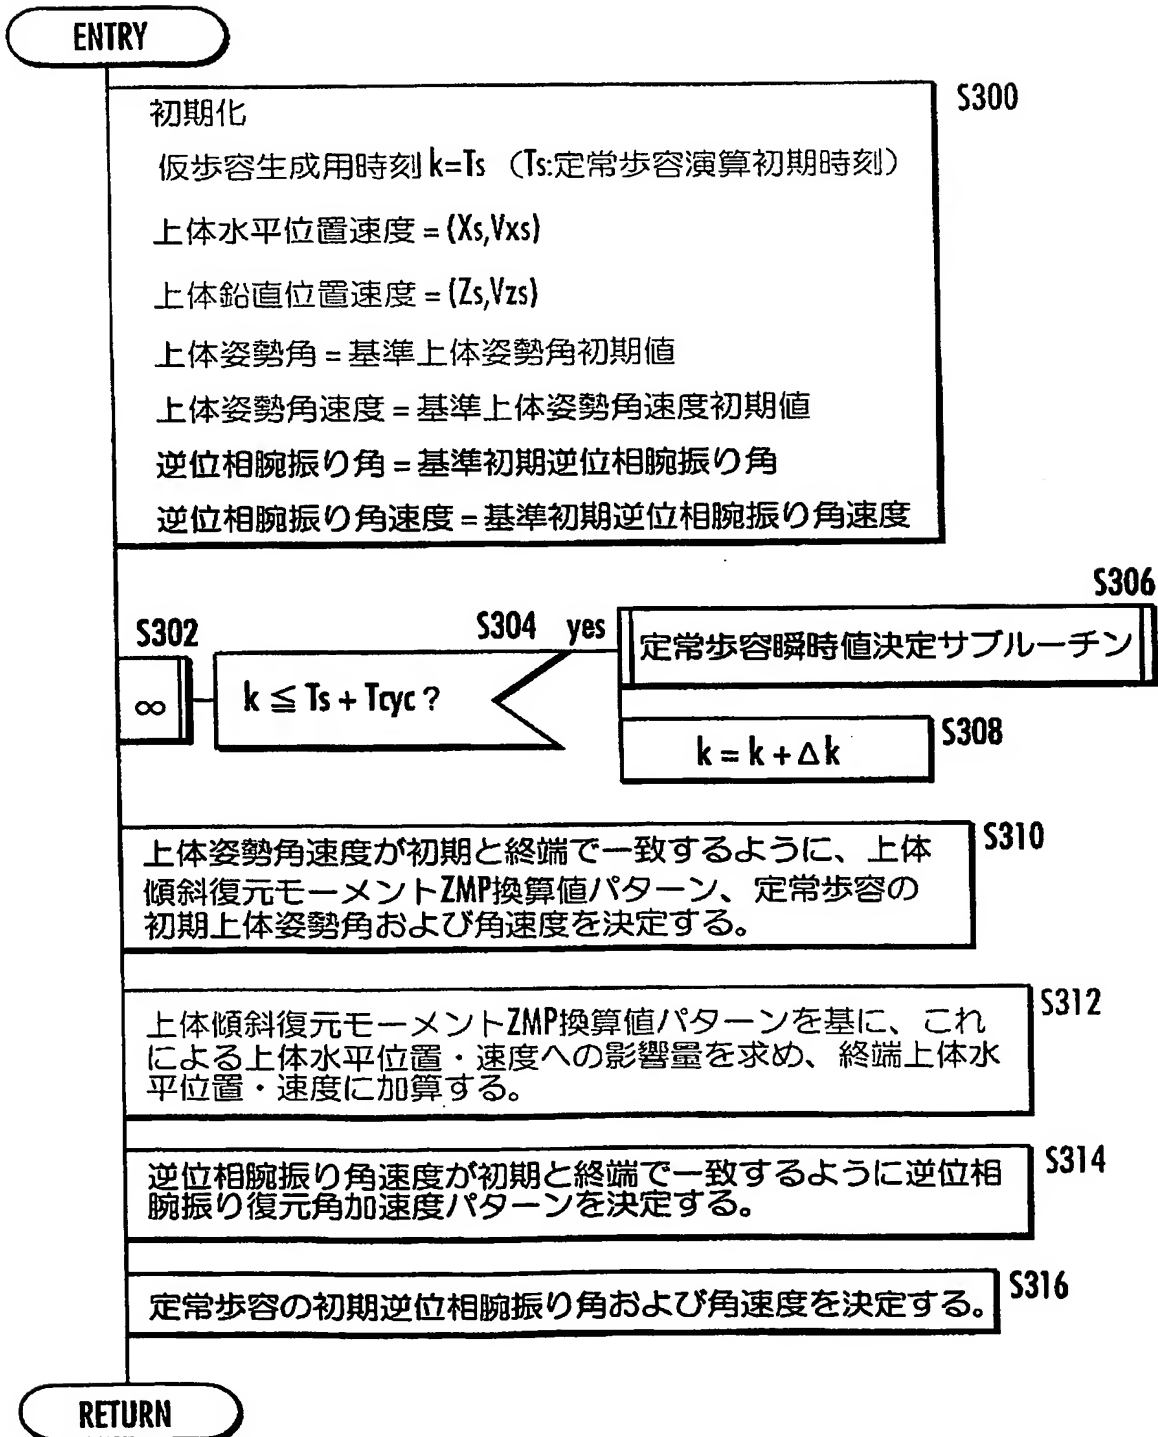 ENTRY
S300
初期化
仮歩容生成用時刻k=Ts (Ts:定常歩容演算初期時刻)
上体水平位置速度=(Xs,Vxs)
上体鉛直位置速度=(Zs,Vzs)
上体姿勢角=基準上体姿勢角初期値
上体姿勢角速度=基準上体姿勢角速度初期値
逆位相腕振り角=基準初期逆位相腕振り角
逆位相腕振り角速度=基準初期逆位相腕振り角速度
S302
∞
S304
k ≦ Ts + Tcyc ?
yes
S306
定常歩容瞬時値決定サブルーチン
S308
k = k + Δk
S310
上体姿勢角速度が初期と終端で一致するように、上体
傾斜復元モーメントZMP換算値パターン、定常歩容の
初期上体姿勢角および角速度を決定する。
S312
上体傾斜復元モーメントZMP換算値パターンを基に、これ
による上体水平位置・速度への影響量を求め、終端上体水
平位置・速度に加算する。
S314
逆位相腕振り角速度が初期と終端で一致するように逆位相
腕振り復元角加速度パターンを決定する。
S316
定常歩容の初期逆位相腕振り角および角速度を決定する。
RETURN